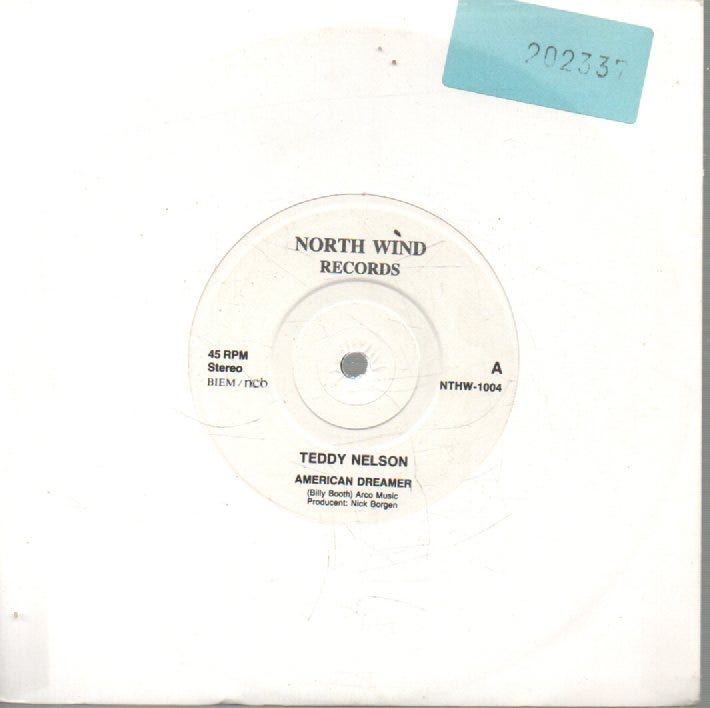 202337
NORTH WIND
RECORDS
45 RPM
Stereo
BIEM/ncb
A
NTHW-1004
TEDDY NELSON
AMERICAN DREAMER
(Billy Booth) Arco Music
Producent: Nick Borgen